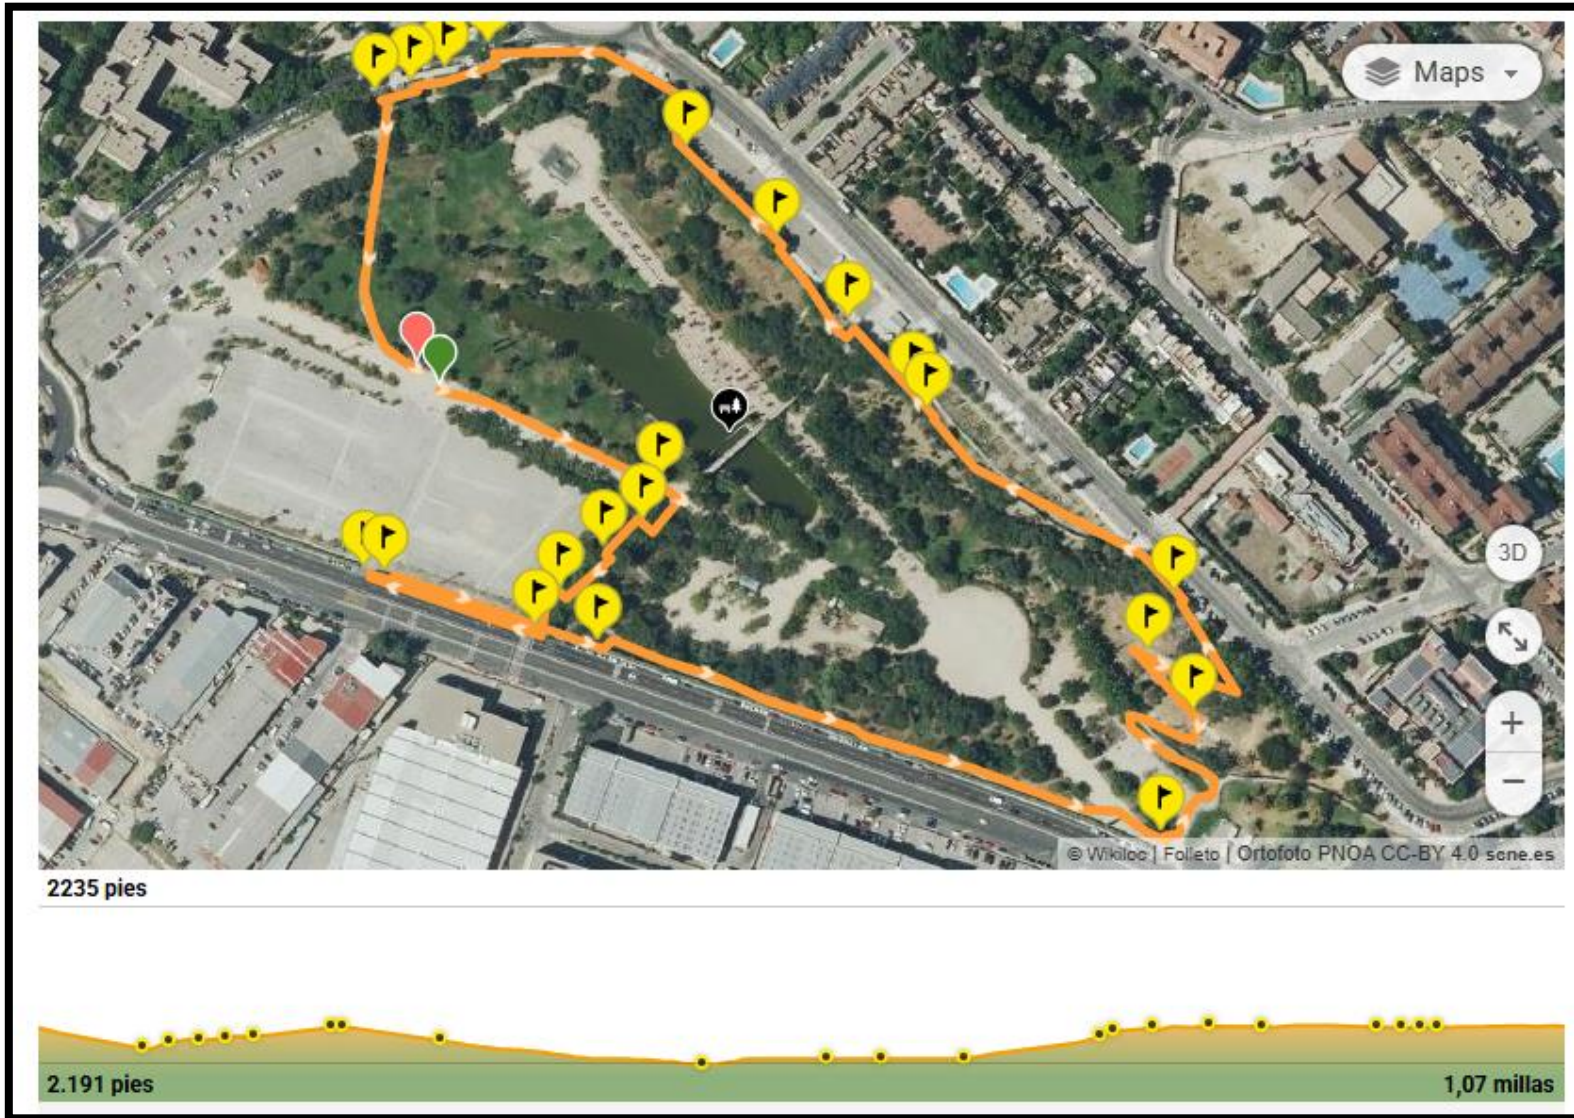 Maps
3D
+
−
© Wikiloc | Folleto | Ortofoto PNOA CC-BY 4.0 scne.es
2235 pies
2.191 pies
1,07 millas